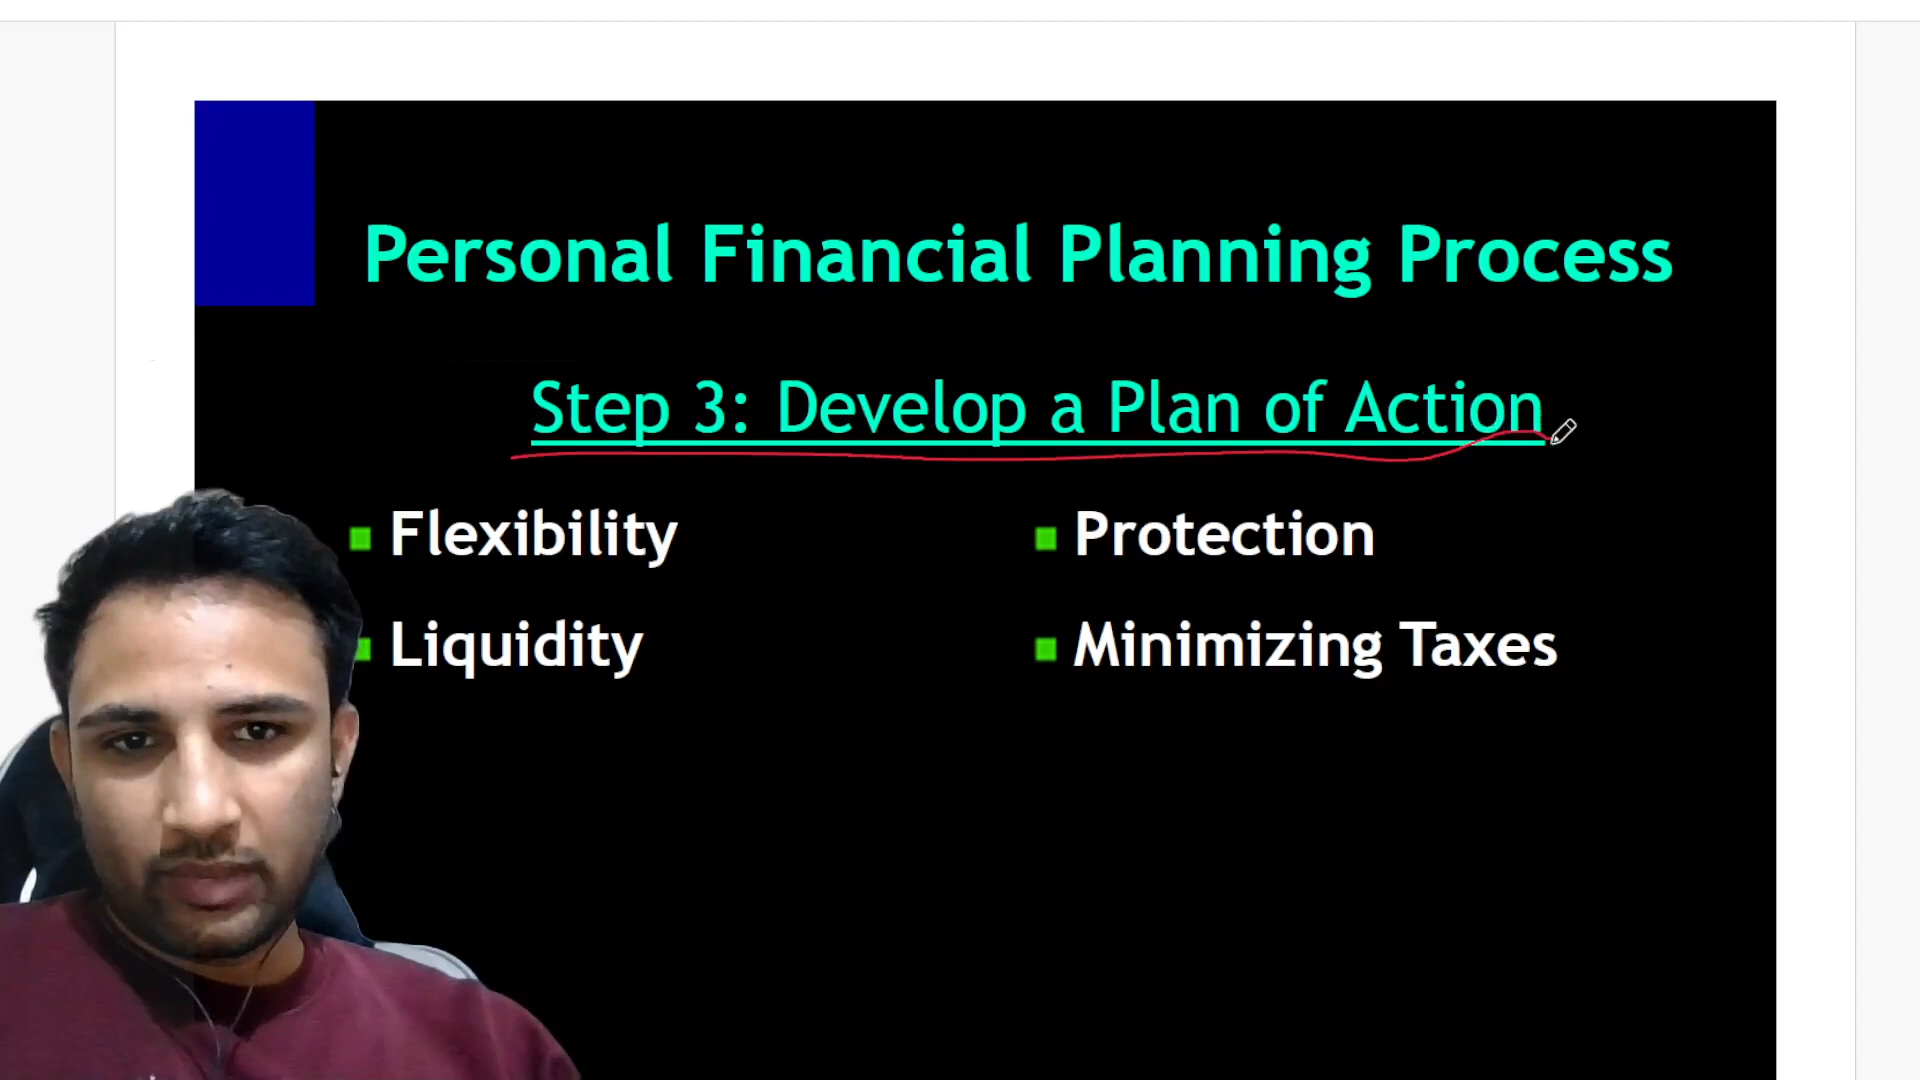 Personal Financial Planning Process
Step 3: Develop a Plan of Action
Flexibility
Liquidity
Protection
Minimizing Taxes